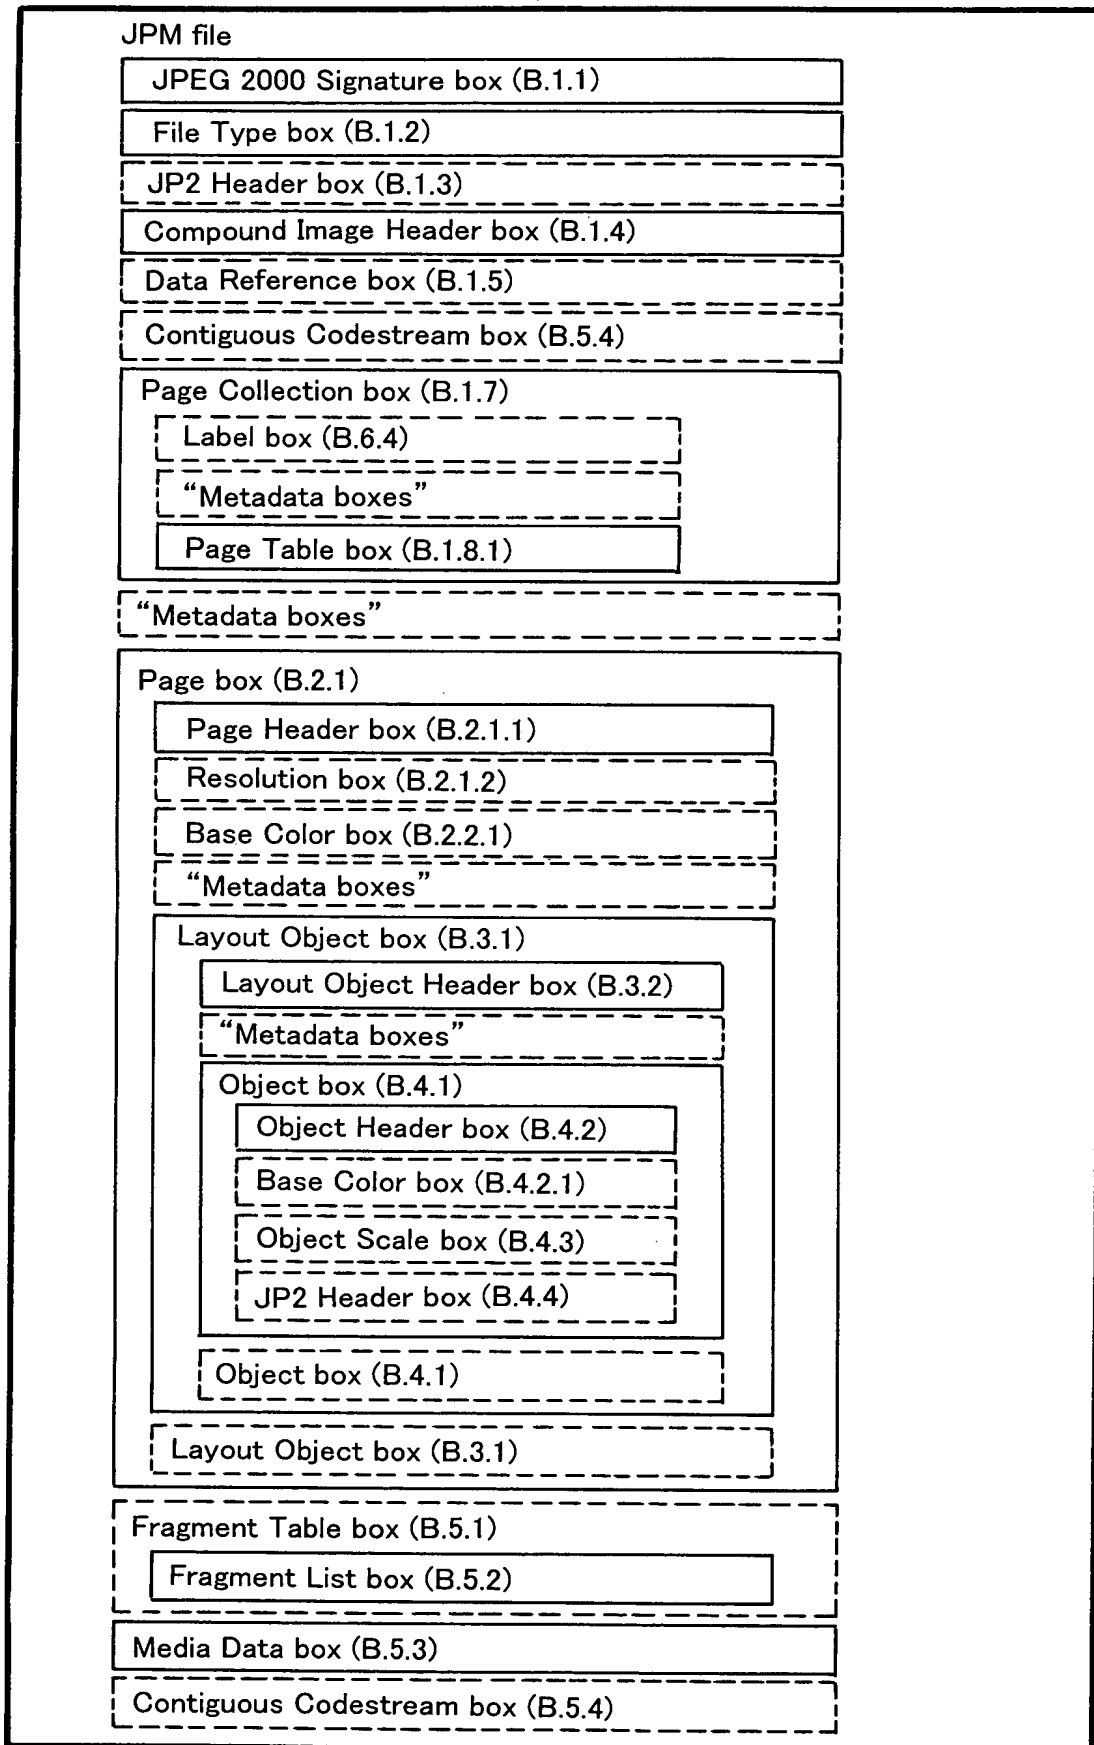 JPM file
JPEG 2000 Signature box (B.1.1)
File Type box (B.1.2)
JP2 Header box (B.1.3)
Compound Image Header box (B.1.4)
Data Reference box (B.1.5)
Contiguous Codestream box (B.5.4)
Page Collection box (B.1.7)
Label box (B.6.4)
“Metadata boxes”
Page Table box (B.1.8.1)
“Metadata boxes”
Page box (B.2.1)
Page Header box (B.2.1.1)
Resolution box (B.2.1.2)
Base Color box (B.2.2.1)
“Metadata boxes”
Layout Object box (B.3.1)
Layout Object Header box (B.3.2)
“Metadata boxes”
Object box (B.4.1)
Object Header box (B.4.2)
Base Color box (B.4.2.1)
Object Scale box (B.4.3)
JP2 Header box (B.4.4)
Object box (B.4.1)
Layout Object box (B.3.1)
Fragment Table box (B.5.1)
Fragment List box (B.5.2)
Media Data box (B.5.3)
Contiguous Codestream box (B.5.4)